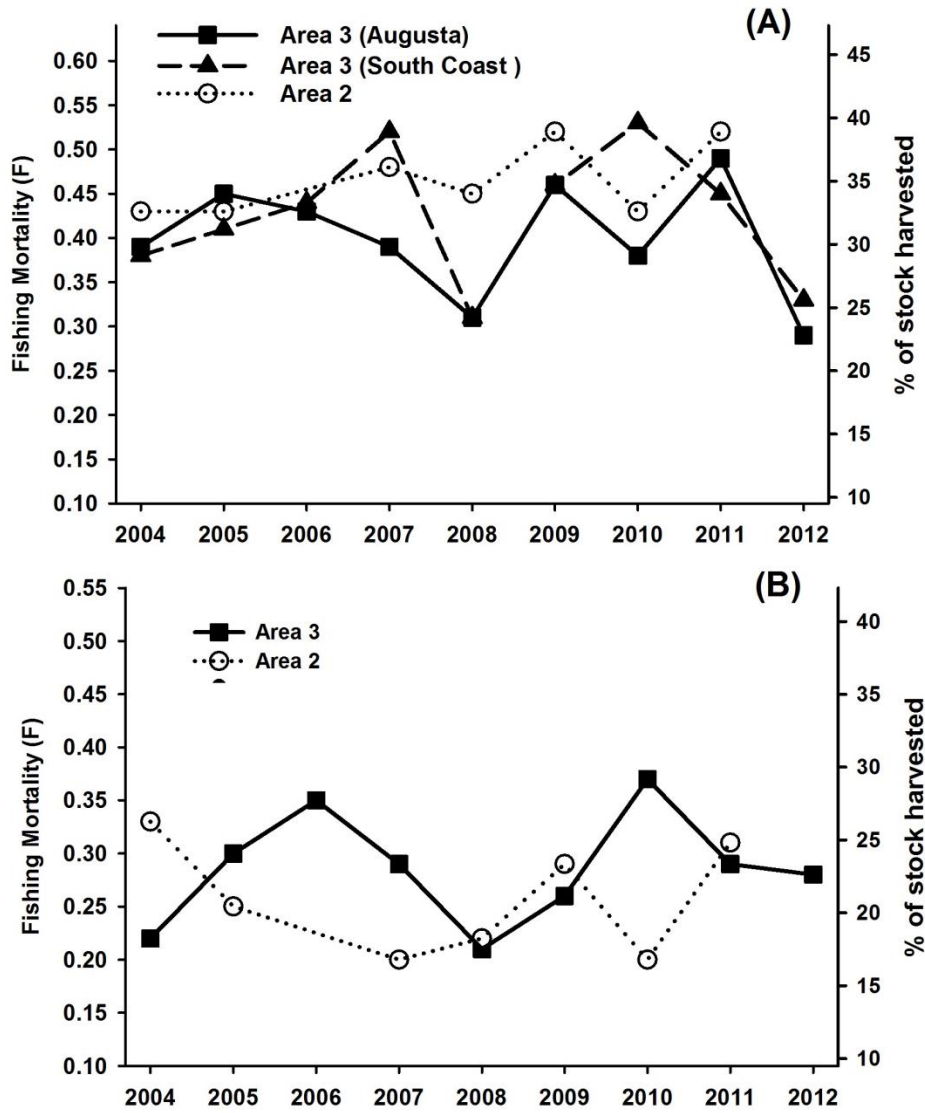 (A)
Area 3 (Augusta)
Area 3 (South Coast )
Area 2
Fishing Mortality (F)
0.60
0.55
0.50
0.45
0.40
0.35
0.30
0.25
0.20
0.15
0.10
45
40
35
30
25
20
15
10
% of stock harvested
2004 2005 2006 2007 2008 2009 2010 2011 2012
(B)
Area 3
Area 2
Fishing Mortality (F)
0.55
0.50
0.45
0.40
0.35
0.30
0.25
0.20
0.15
0.10
40
35
30
25
20
15
10
% of stock harvested
2004 2005 2006 2007 2008 2009 2010 2011 2012